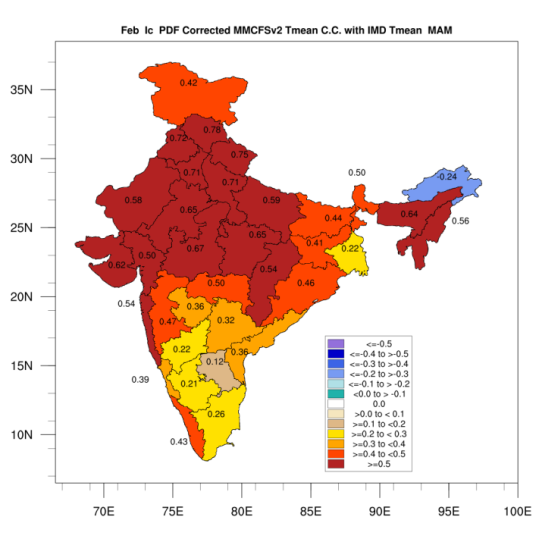 Feb Ic PDF Corrected MMCFSv2 Tmean C.C. with IMD Tmean MAM
35N
30N
25N
20N
15N
10N
70E 75E 80E 85E 90E 95E 100E
0.42
0.72 0.78
0.75
0.71
0.71
0.58
0.65
0.59
0.50
0.44
-0.24
0.64
0.56
0.62
0.50
0.67
0.65
0.41
0.22
0.54
0.54
0.50
0.46
0.36
0.47
0.32
0.22
0.36
0.12
0.39
0.21
0.26
0.43
<=-0.5
<=-0.4 to >-0.5
<=-0.3 to >-0.4
<=-0.2 to >-0.3
<=-0.1 to > -0.2
<0.0 to > -0.1
0.0
>0.0 to < 0.1
>=0.1 to <0.2
>=0.2 to < 0.3
>=0.3 to <0.4
>=0.4 to <0.5
>=0.5